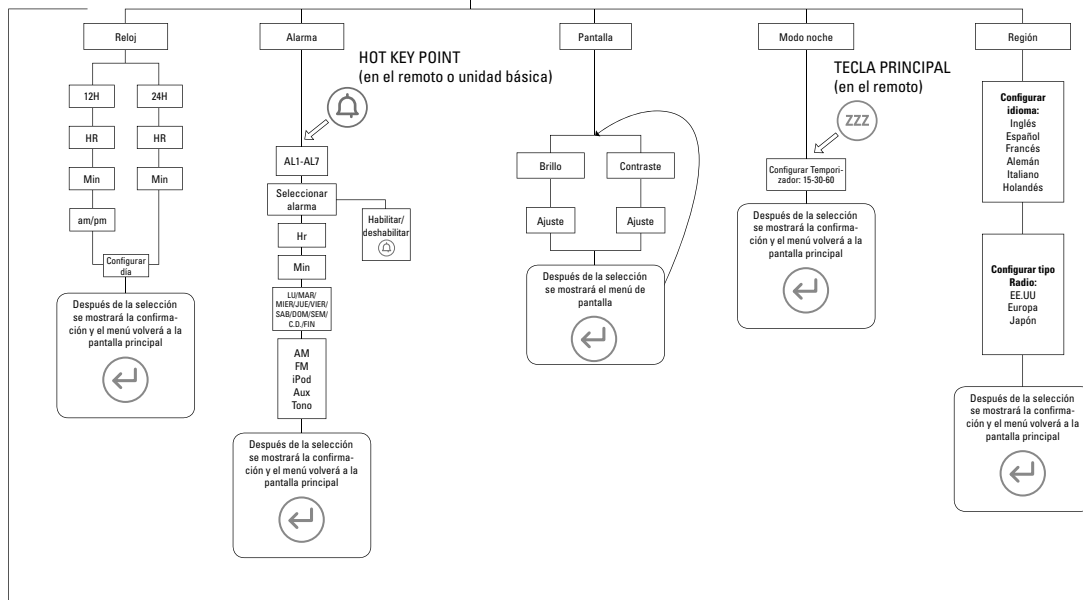 Reloj
12H
24H
HR
HR
Min
Min
am/pm
Configurar
día
Después de la selección
se mostrará la confirma-
ción y el menú volverá a la
pantalla principal
Alarma
HOT KEY POINT
(en el remoto o unidad básica)
AL1-AL7
Seleccionar
alarma
Habilitar/
deshabilitar
Hr
Min
LU/MAR/
MIER/JUE/VIER/
SAB/DOM/SEM/
C.D./FIN
AM
FM
iPod
Aux
Tono
Después de la selección
se mostrará la confirma-
ción y el menú volverá a la
pantalla principal
Pantalla
Brillo
Contraste
Ajuste
Ajuste
Después de la selección
se mostrará el menú de
pantalla
Modo noche
TECLA PRINCIPAL
(en el remoto)
ZZZ
Configurar Tempori-
zador: 15-30-60
Después de la selección
se mostrará la confirma-
ción y el menú volverá a la
pantalla principal
Región
Configurar
idioma:
Inglés
Español
Francés
Alemán
Italiano
Holandés
Configurar tipo
Radio:
EE.UU
Europa
Japón
Después de la selección
se mostrará la confirma-
ción y el menú volverá a la
pantalla principal